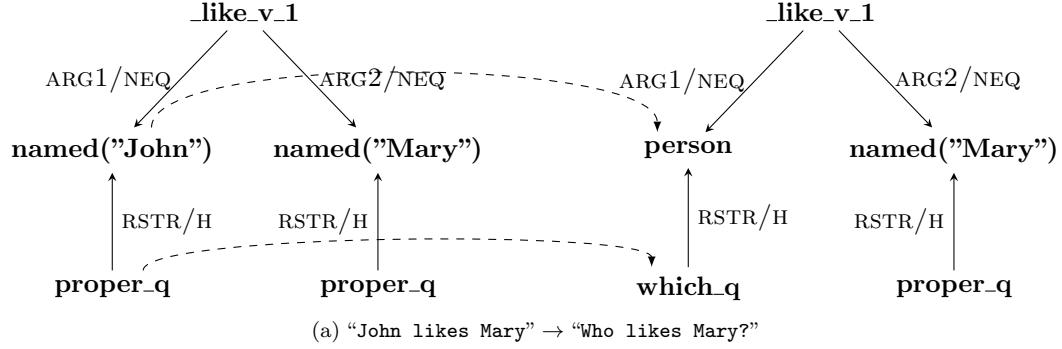 _like_v_1 _like_v_1
ARG1/NEQ ARG2/NEQ ARG1/NEQ ARG2/NEQ
named("John") named("Mary") person named("Mary")
RSTR/H RSTR/H RSTR/H RSTR/H
proper_q proper_q which_q proper_q
(a) “John likes Mary” → “Who likes Mary?”